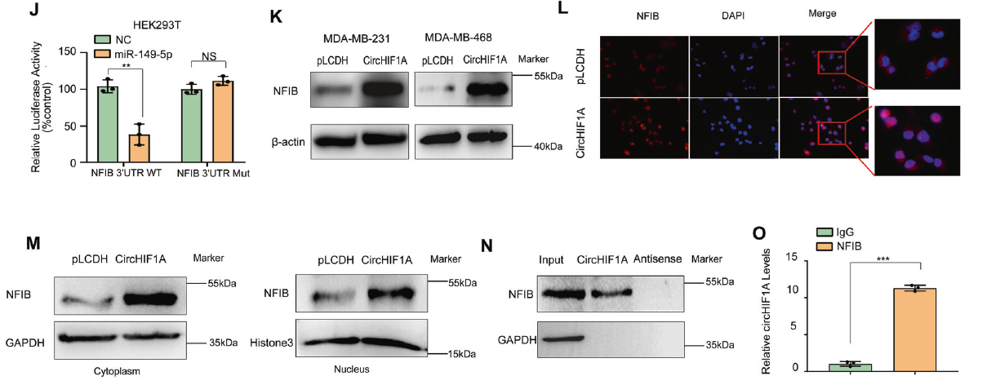 J
HEK293T
NC
miR-149-5p
Relative Luciferase Activity
(%control)
150
100
50
0
**
NS
NFIB 3'UTR WT
NFIB 3'UTR Mut
K
MDA-MB-231
MDA-MB-468
pLCDH
CircHIF1A
pLCDH
CircHIF1A
Marker
NFIB
55kDa
β-actin
40kDa
L
NFIB
DAPI
Merge
pLCDH
CircHIF1A
M
pLCDH
CircHIF1A
Marker
NFIB
55kDa
GAPDH
35kDa
Cytoplasm
pLCDH
CircHIF1A
Marker
NFIB
55kDa
Histone3
15kDa
Nucleus
N
Input
CircHIF1A
Antisense
Marker
NFIB
55kDa
GAPDH
35kDa
O
IgG
NFIB
Relative circHIF1A Levels
15
10
5
0
***